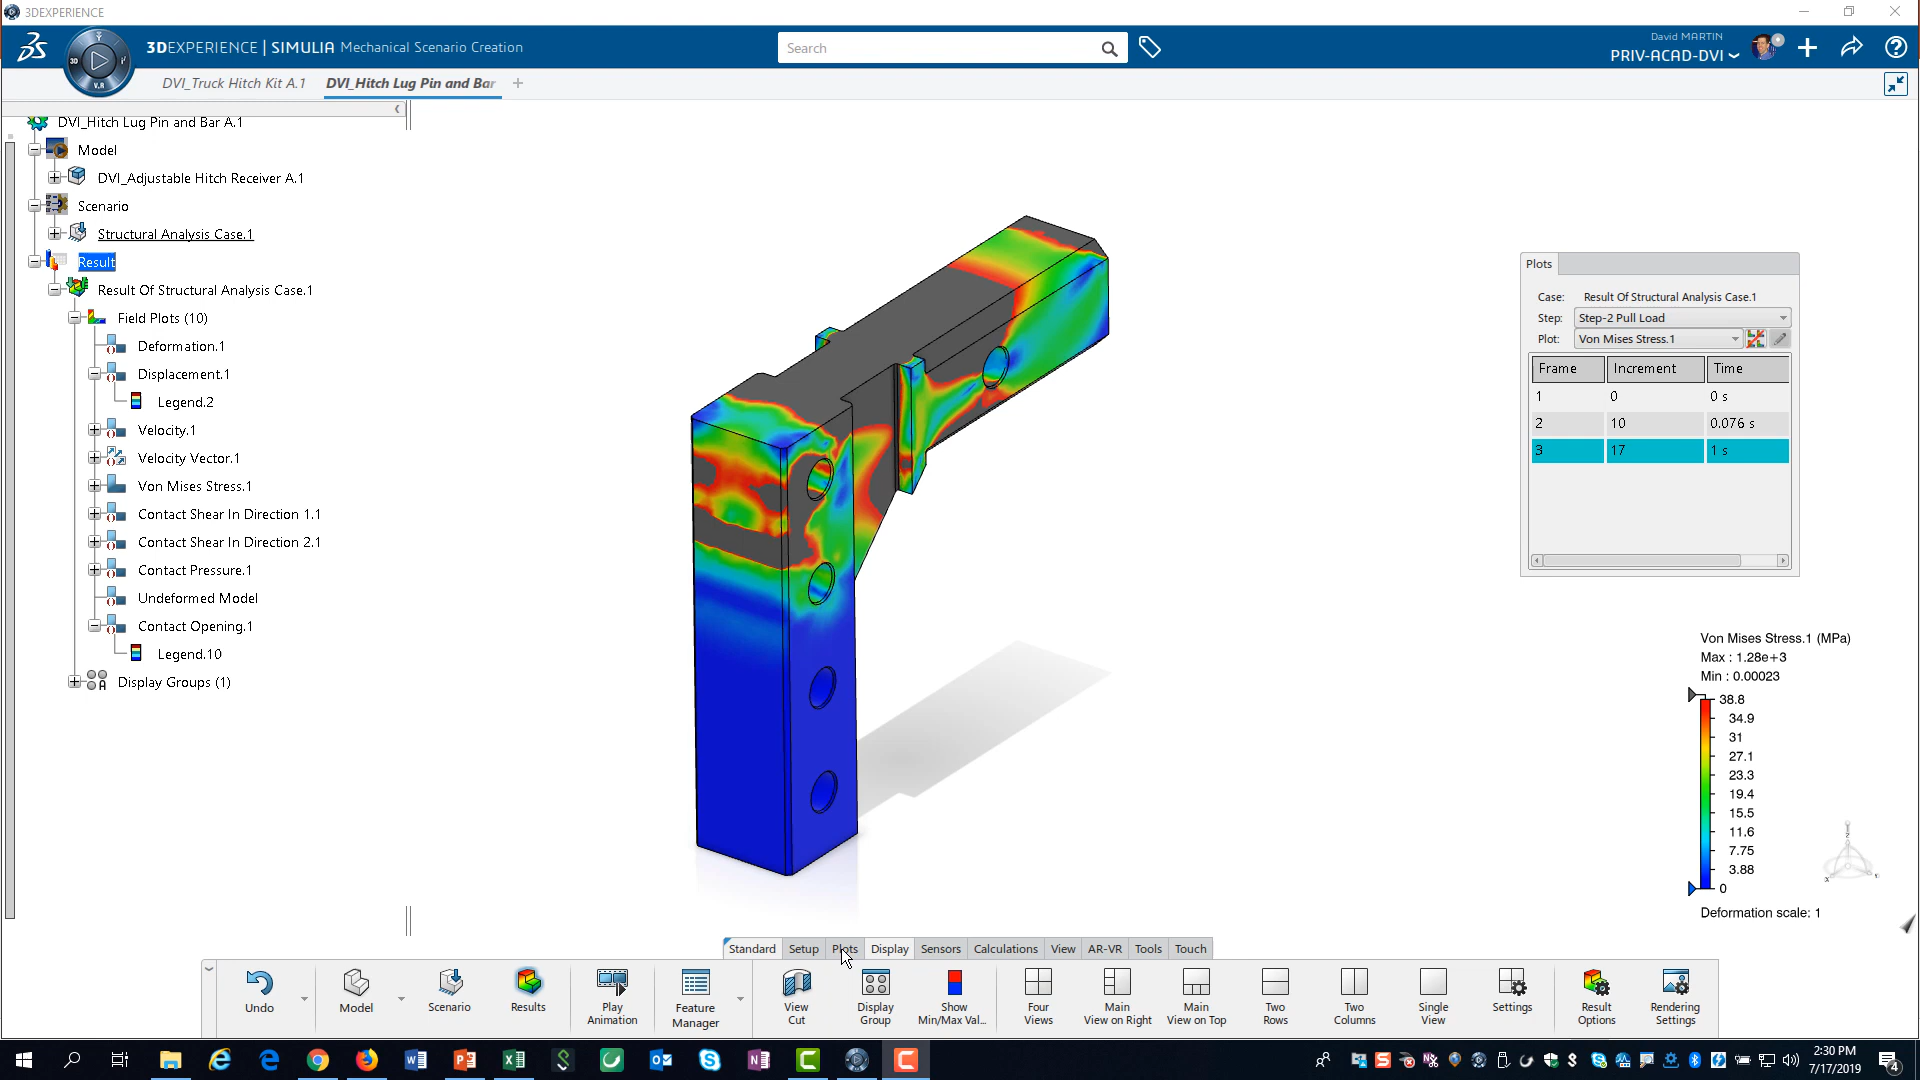 3DEXPERIENCE
3DEXPERIENCE | SIMULIA Mechanical Scenario Creation
Search
David MARTIN
PRIV-ACAD-DVI
3D
V.R
DVI_Truck Hitch Kit A.1
DVI_Hitch Lug Pin and Bar
DVI_Hitch Lug Pin and Bar A.1
Model
DVI_Adjustable Hitch Receiver A.1
Scenario
Structural Analysis Case.1
Result
Result Of Structural Analysis Case.1
Field Plots (10)
Deformation.1
Displacement.1
Legend.2
Velocity.1
Velocity Vector.1
Von Mises Stress.1
Contact Shear In Direction 1.1
Contact Shear In Direction 2.1
Contact Pressure.1
Undeformed Model
Contact Opening.1
Legend.10
Display Groups (1)
Plots
Case: Result Of Structural Analysis Case.1
Step: Step-2 Pull Load
Plot: Von Mises Stress.1
Frame Increment Time
1 0 0 s
2 10 0.076 s
3 17 1 s
Von Mises Stress.1 (MPa)
Max : 1.28e+3
Min : 0.00023
38.8
34.9
31
27.1
23.3
19.4
15.5
11.6
7.75
3.88
0
Deformation scale: 1
Standard Setup Plots Display Sensors Calculations View AR-VR Tools Touch
Undo
Model
Scenario
Results
Play
Animation
Feature
Manager
View
Cut
Display
Group
Show
Min/Max Val...
Four
Views
Main
View on Right
Main
View on Top
Two
Rows
Two
Columns
Single
View
Settings
Result
Options
Rendering
Settings
2:30 PM
7/17/2019
4